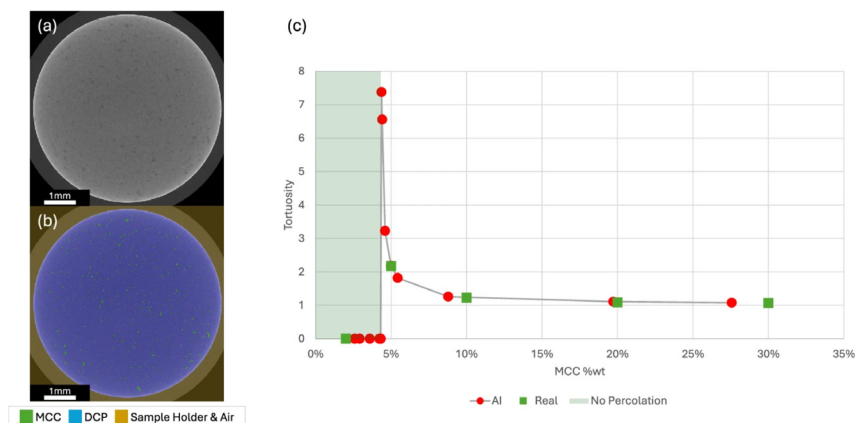 (a)
1mm
(b)
1mm
MCC DCP Sample Holder & Air
(c)
8
7
6
5
4
3
2
1
0
Tortuosity
0% 5% 10% 15% 20% 25% 30% 35%
MCC %wt
AI Real No Percolation